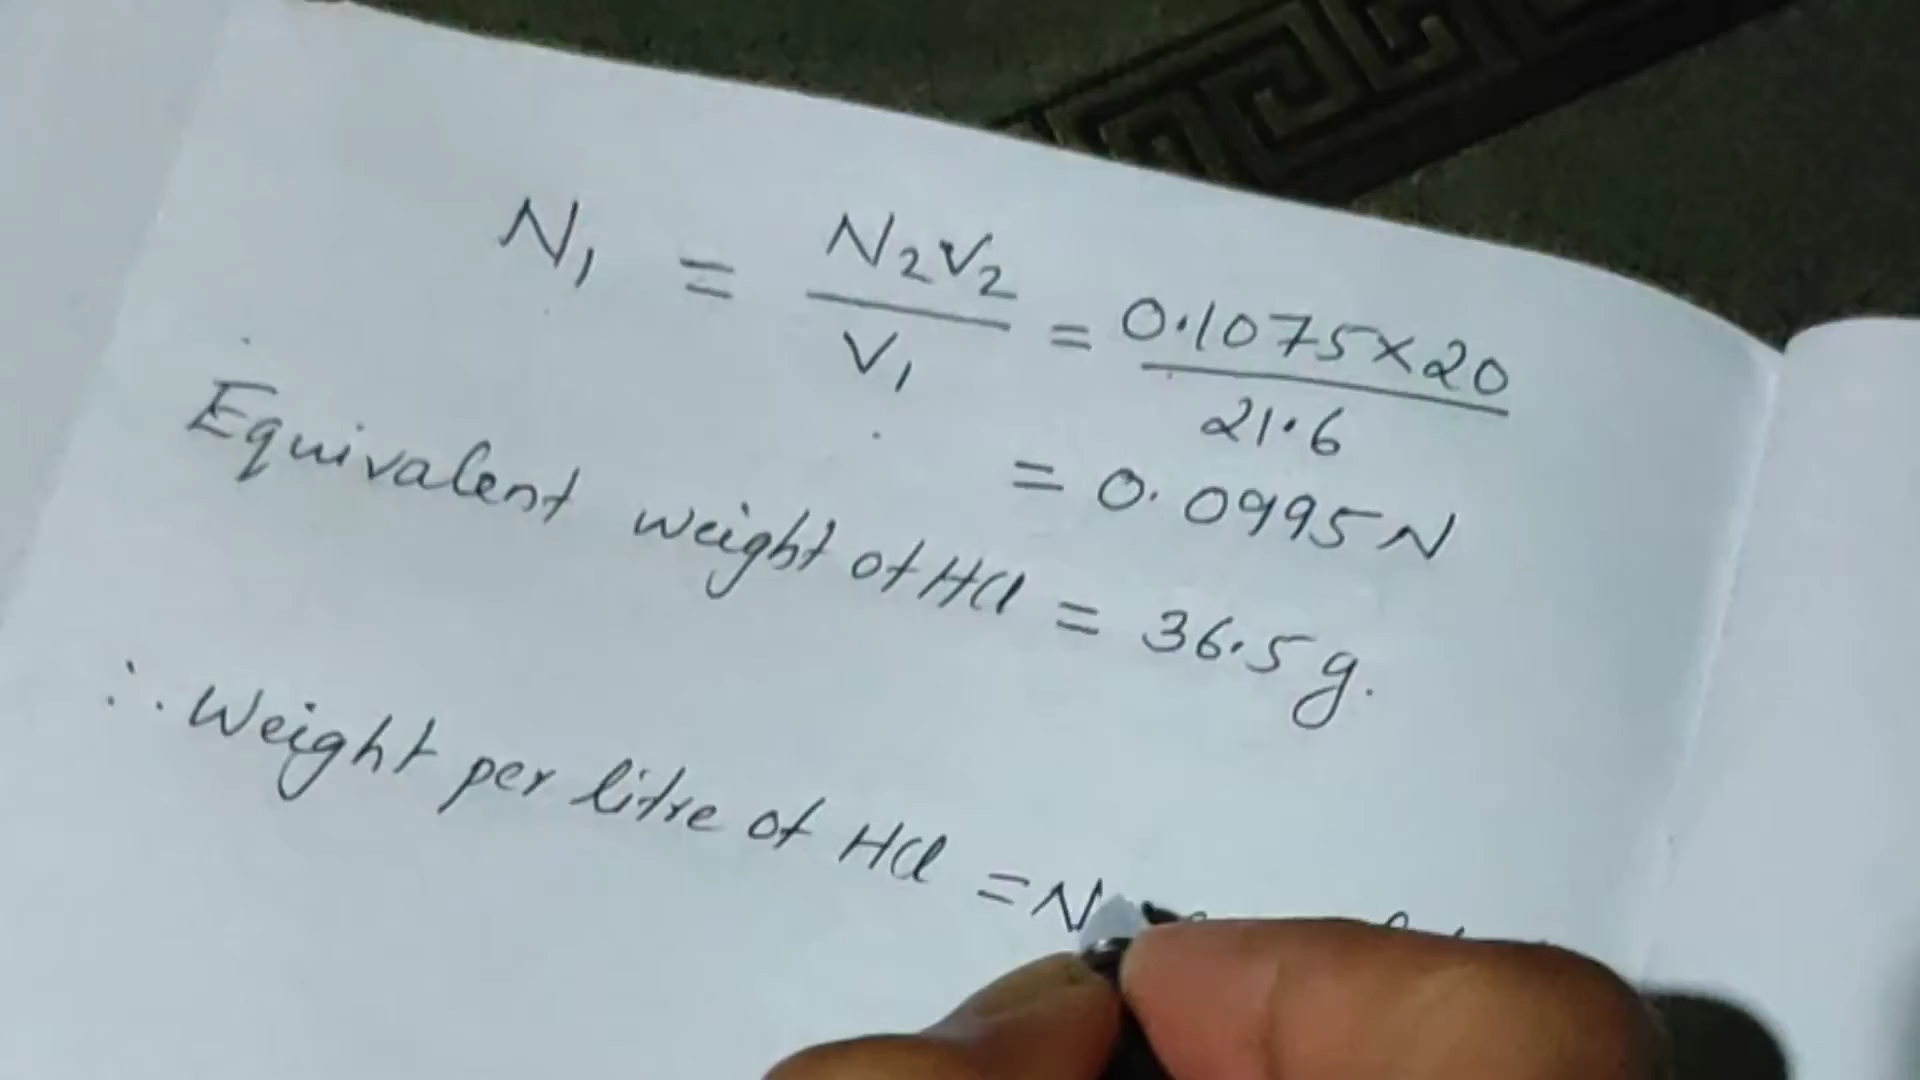 N₁ = N₂V₂ / V₁ = 0.1075×20 / 21.6
= 0.0995 N
Equivalent weight of HCl = 36.5 g.
∴ Weight per litre of HCl = N